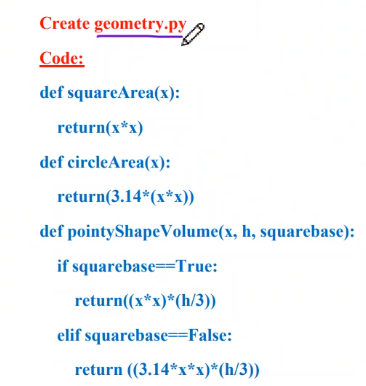 Create geometry.py
Code:
def squareArea(x):
return(x*x)
def circleArea(x):
return(3.14*(x*x))
def pointyShapeVolume(x, h, squarebase):
if squarebase==True:
return((x*x)*(h/3))
elif squarebase==False:
return ((3.14*x*x)*(h/3))